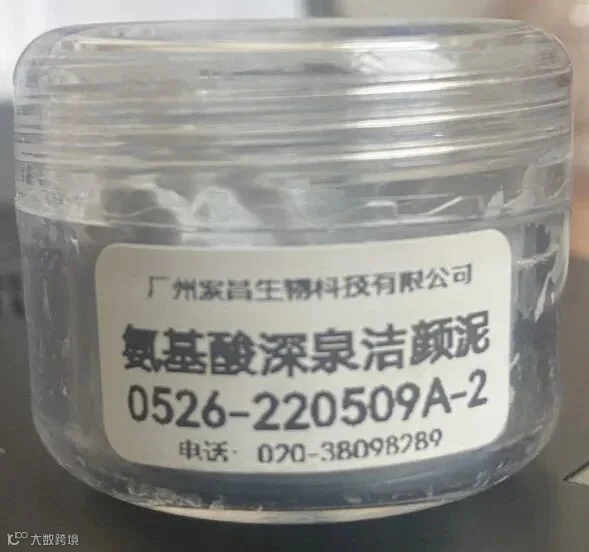 广州家昌生物科技有限公司
氨基酸深泉洁颜泥
0526-220509A-2
电话: 020-38098289
大数跨境